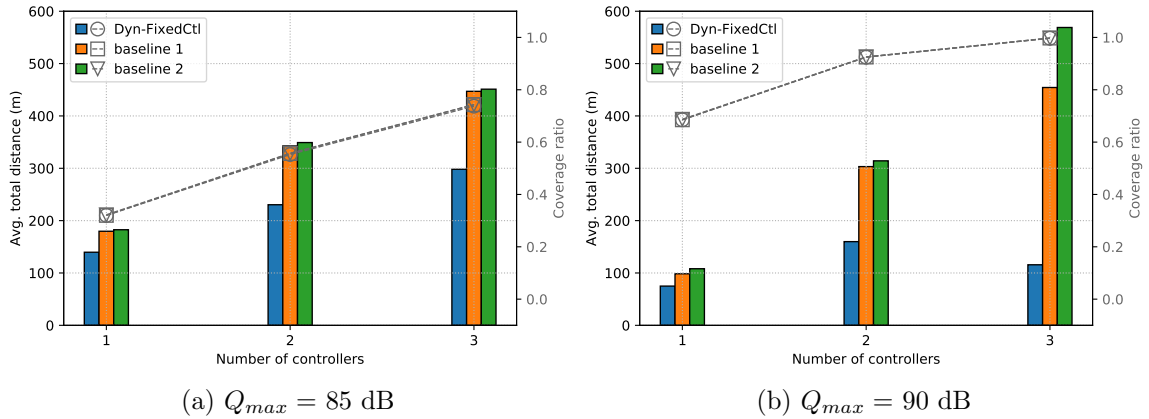 600
500
400
300
200
100
0
Avg. total distance (m)
Dyn-FixedCtl
baseline 1
baseline 2
1.0
0.8
0.6
0.4
0.2
0.0
Coverage ratio
1 2 3
Number of controllers
(a) Q_max = 85 dB
600
500
400
300
200
100
0
Avg. total distance (m)
Dyn-FixedCtl
baseline 1
baseline 2
1.0
0.8
0.6
0.4
0.2
0.0
Coverage ratio
1 2 3
Number of controllers
(b) Q_max = 90 dB